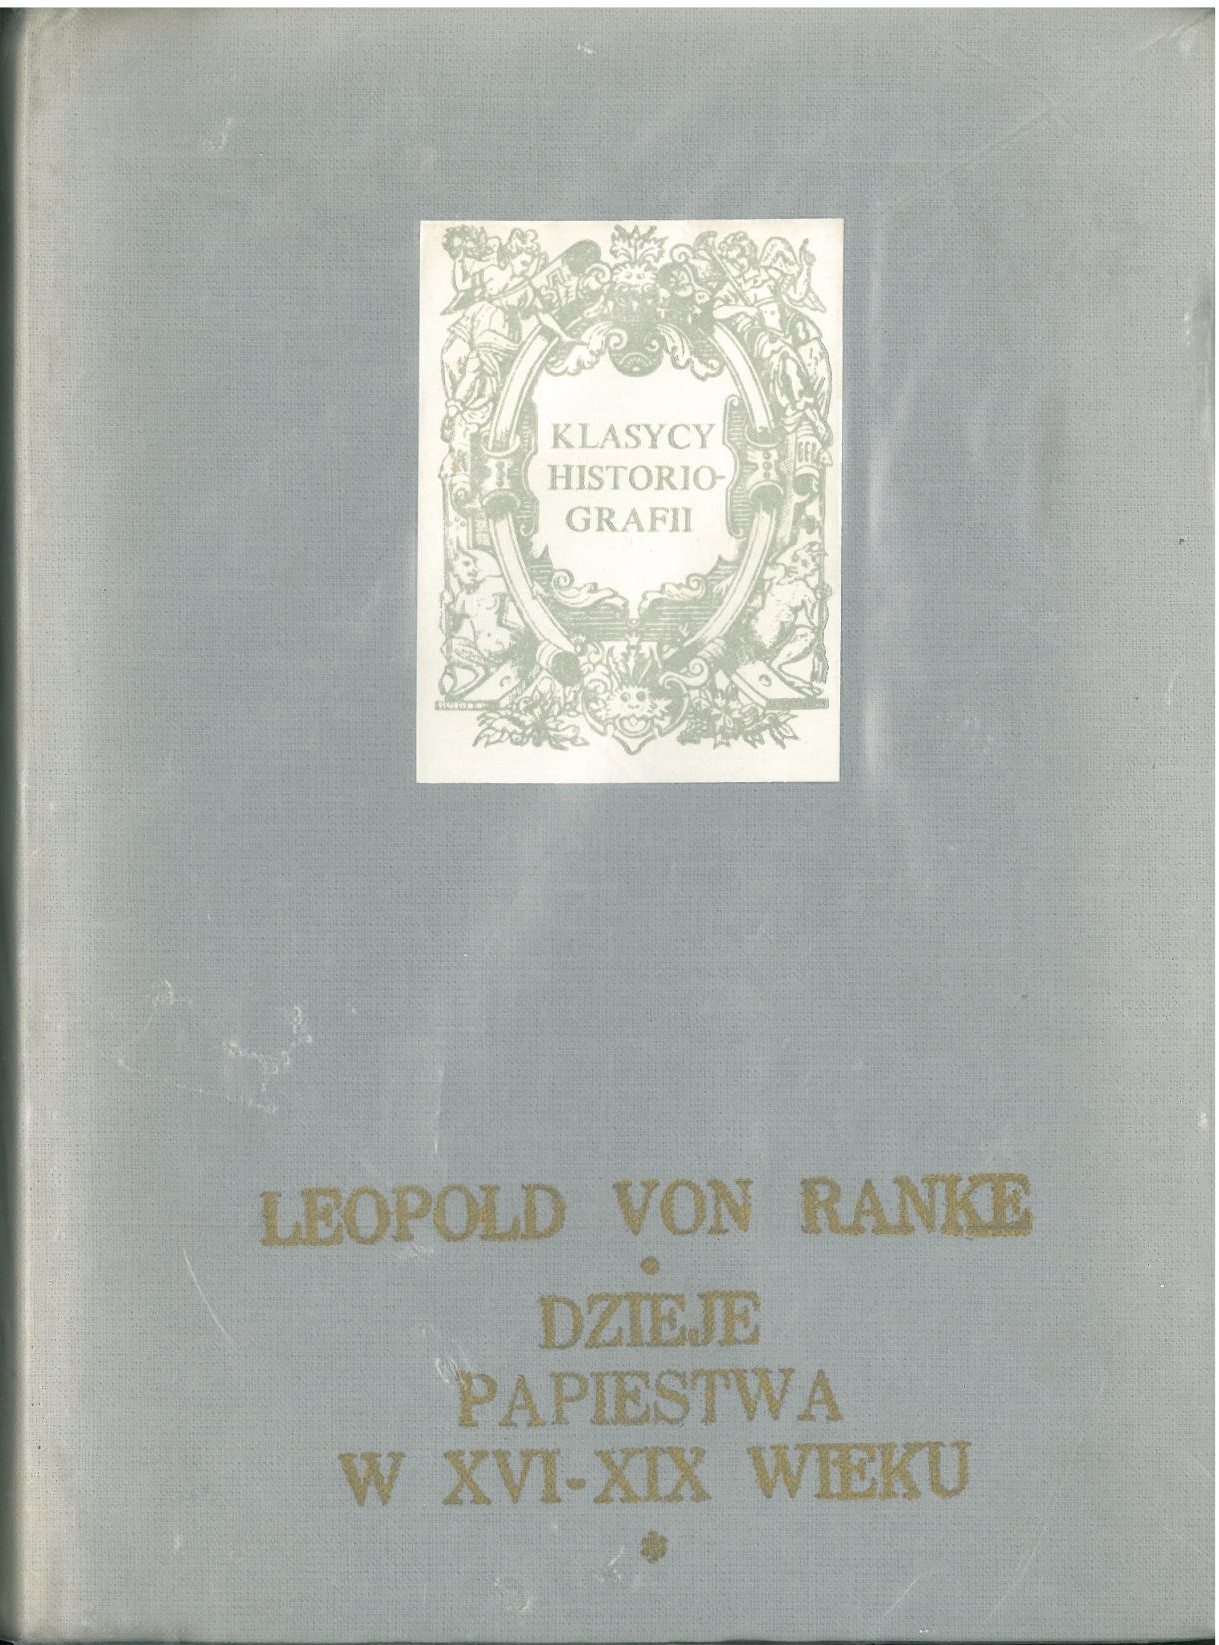 KLASYCY
HISTORIO-
GRAFII
LEOPOLD VON RANKE
•
DZIEJE
PAPIESTWA
W XVI-XIX WIEKU
*